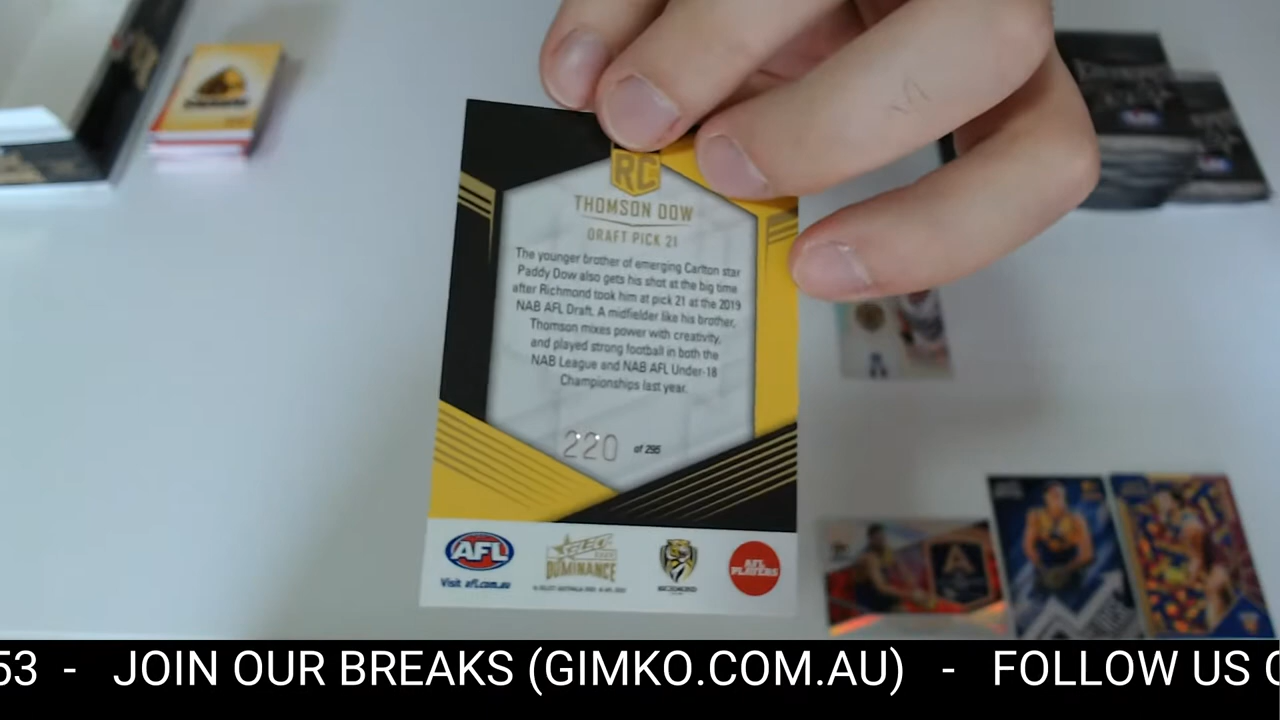 RC
THOMSON DOW
DRAFT PICK 21
The younger brother of emerging Carlton star
Paddy Dow also gets his shot at the big time
after Richmond took him at pick 21 at the 2019
NAB AFL Draft. A midfielder like his brother,
Thomson mixes power with creativity,
and played strong football in both the
NAB League and NAB AFL Under-18
Championships last year.
220 of 295
AFL
Visit afl.com.au
DOMINANCE
RICHMOND
AFL
PLAYERS
53 - JOIN OUR BREAKS (GIMKO.COM.AU) - FOLLOW US